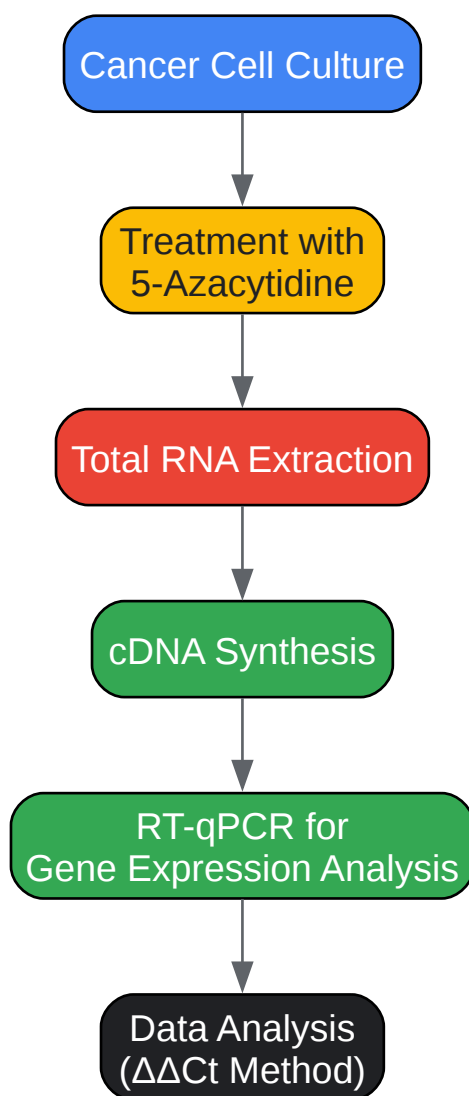 Cancer Cell Culture
Treatment with
5-Azacytidine
Total RNA Extraction
cDNA Synthesis
RT-qPCR for
Gene Expression Analysis
Data Analysis
(ΔΔCt Method)